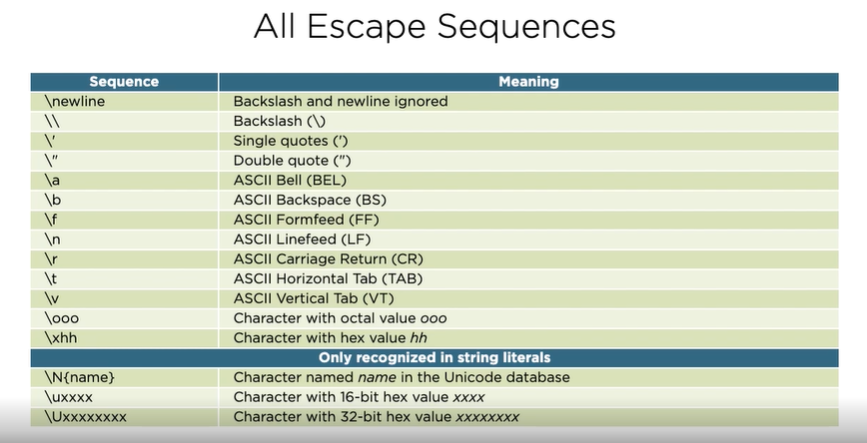 All Escape Sequences
Sequence Meaning
\newline Backslash and newline ignored
\\ Backslash (\)
\' Single quotes (')
\" Double quote (")
\a ASCII Bell (BEL)
\b ASCII Backspace (BS)
\f ASCII Formfeed (FF)
\n ASCII Linefeed (LF)
\r ASCII Carriage Return (CR)
\t ASCII Horizontal Tab (TAB)
\v ASCII Vertical Tab (VT)
\ooo Character with octal value ooo
\xhh Character with hex value hh
Only recognized in string literals
\N{name} Character named name in the Unicode database
\uxxxx Character with 16-bit hex value xxxx
\Uxxxxxxxx Character with 32-bit hex value xxxxxxxx